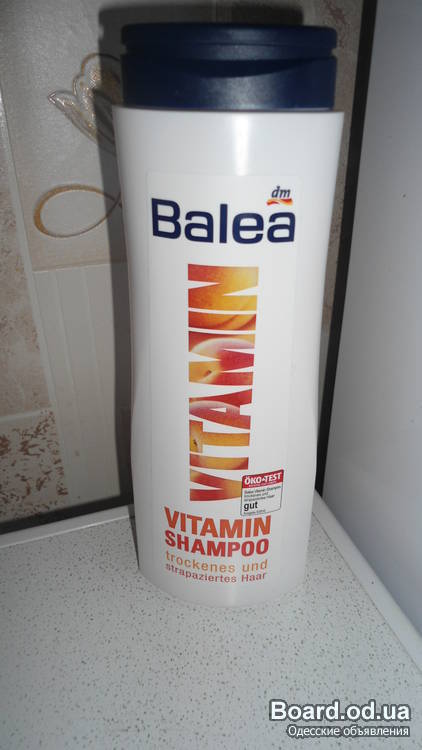 dm
Balea
VITAMIN
ÖKO-TEST
gut
VITAMIN
SHAMPOO
trockenes und
strapaziertes Haar
Board.od.ua
Одесские объявления